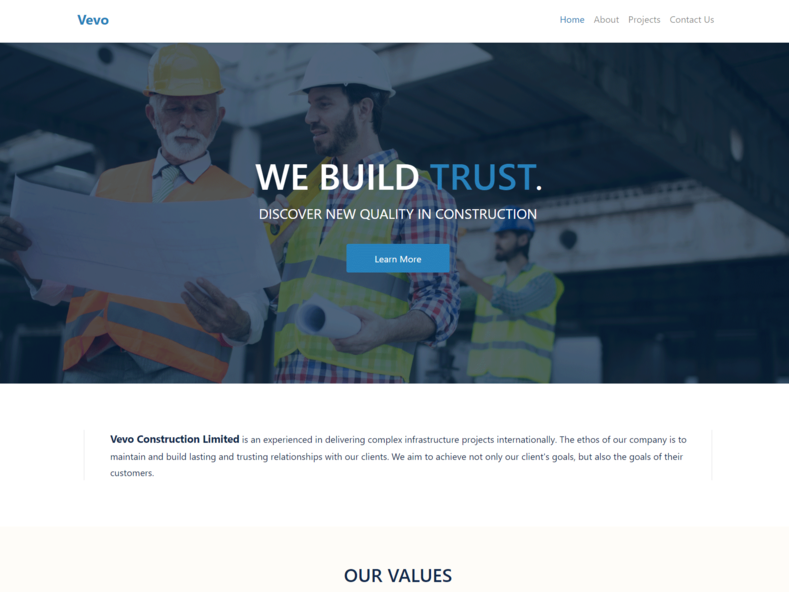 Vevo
Home About Projects Contact Us
WE BUILD TRUST.
DISCOVER NEW QUALITY IN CONSTRUCTION
Learn More
Vevo Construction Limited is an experienced in delivering complex infrastructure projects internationally. The ethos of our company is to
maintain and build lasting and trusting relationships with our clients. We aim to achieve not only our client's goals, but also the goals of their
customers.
OUR VALUES